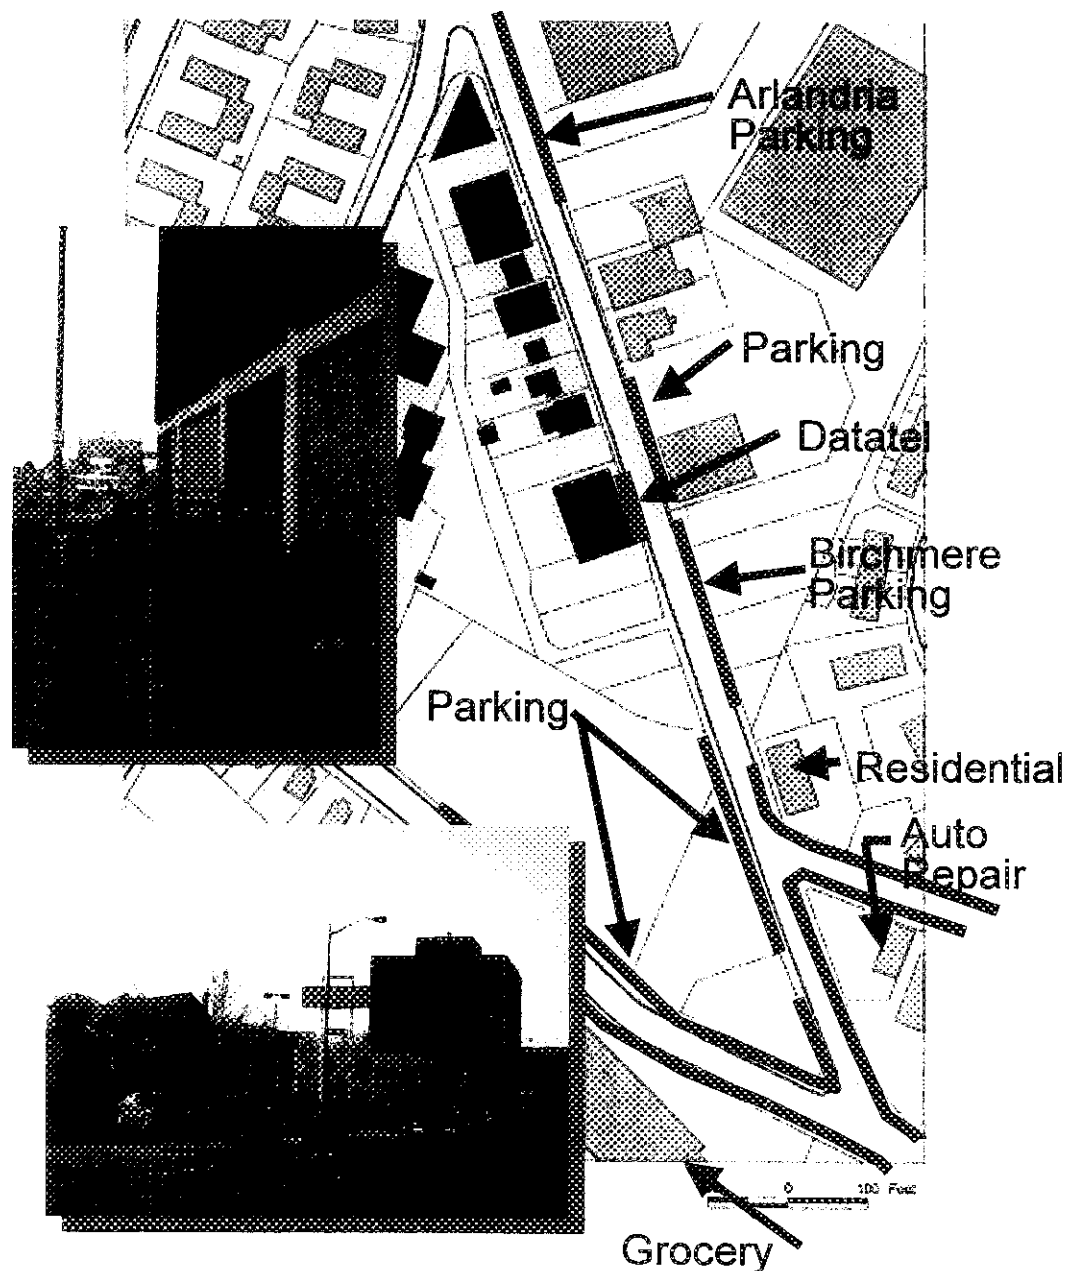 Arlandria
Parking
Parking
Datatel
Birchmere
Parking
Parking
Residential
Auto
Repair
0 100 Feet
Grocery